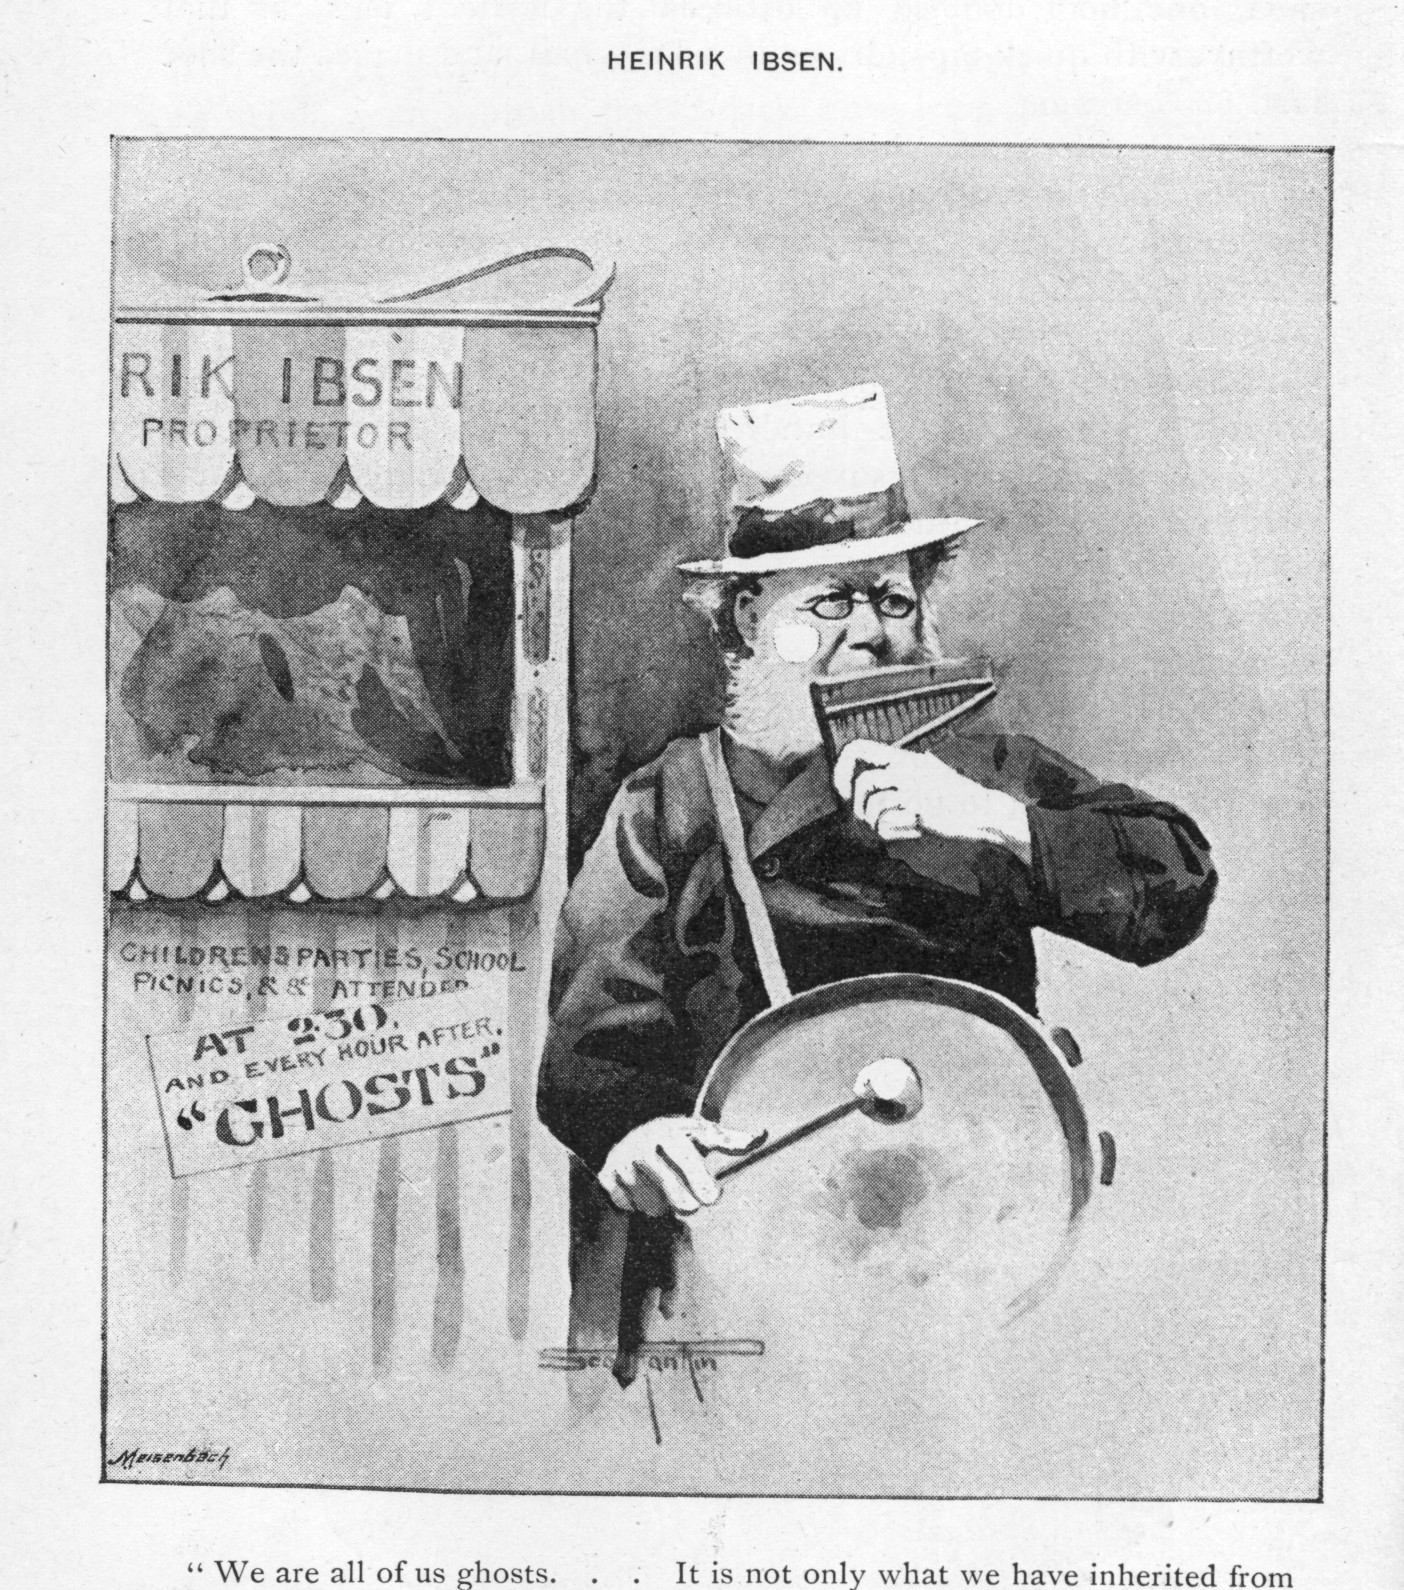 HEINRIK IBSEN.
RIK IBSEN
PROPRIETOR
CHILDRENS PARTIES, SCHOOL
PICNICS, & &c ATTENDED
AT 2.30.
AND EVERY HOUR AFTER.
"GHOSTS"
Meisenbach
“ We are all of us ghosts. . . It is not only what we have inherited from